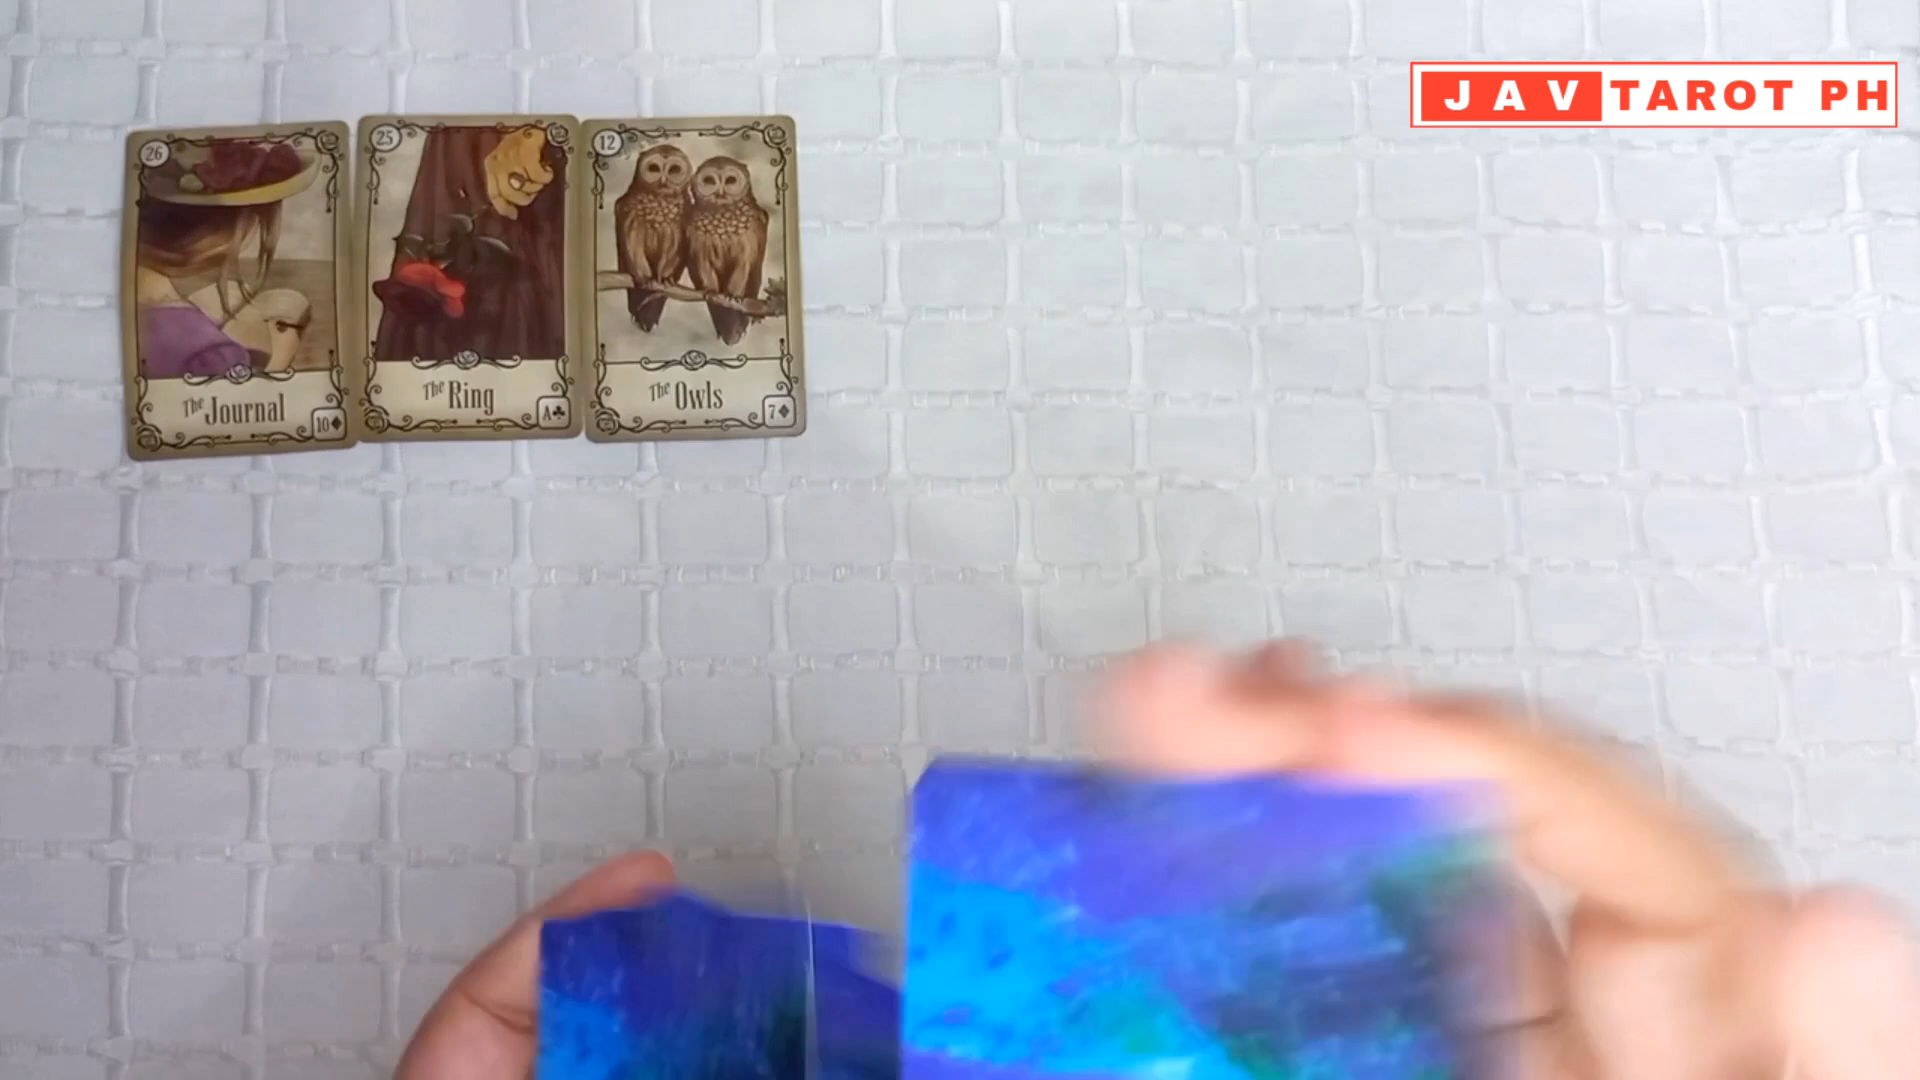 JAV TAROT PH
26
The Journal
10♦
25
The Ring
A♣
12
The Owls
7♦